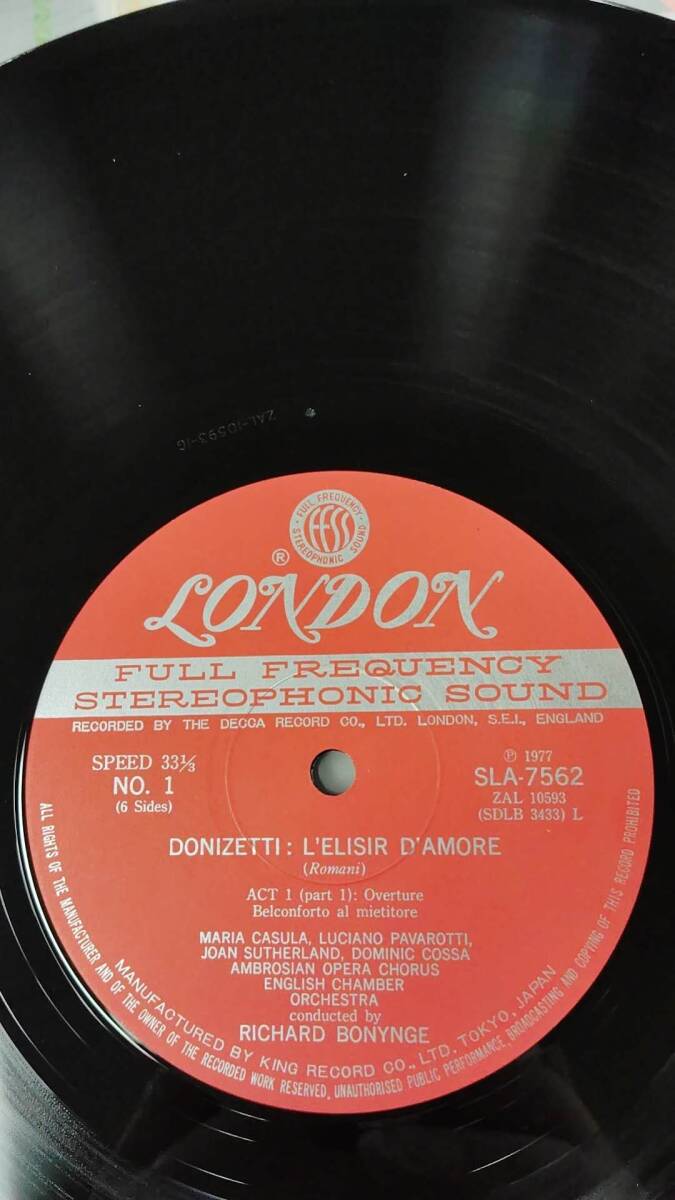 ZAL-10593-1G
FULL FREQUENCY
ffss
STEREOPHONIC SOUND
®
LONDON
FULL FREQUENCY
STEREOPHONIC SOUND
RECORDED BY THE DECCA RECORD CO., LTD. LONDON, S.E.I., ENGLAND
SPEED 33⅓
NO. 1
(6 Sides)
℗ 1977
SLA-7562
ZAL 10593
(SDLB 3433) L
DONIZETTI: L'ELISIR D'AMORE
(Romani)
ACT 1 (part 1): Overture
Belconforto al mietitore
MARIA CASULA, LUCIANO PAVAROTTI,
JOAN SUTHERLAND, DOMINIC COSSA
AMBROSIAN OPERA CHORUS
ENGLISH CHAMBER
ORCHESTRA
conducted by
RICHARD BONYNGE
MANUFACTURED BY KING RECORD CO., LTD. TOKYO, JAPAN
ALL RIGHTS OF THE MANUFACTURER AND OF THE OWNER OF THE RECORDED WORK RESERVED, UNAUTHORISED PUBLIC PERFORMANCE, BROADCASTING AND COPYING OF THIS RECORD PROHIBITED